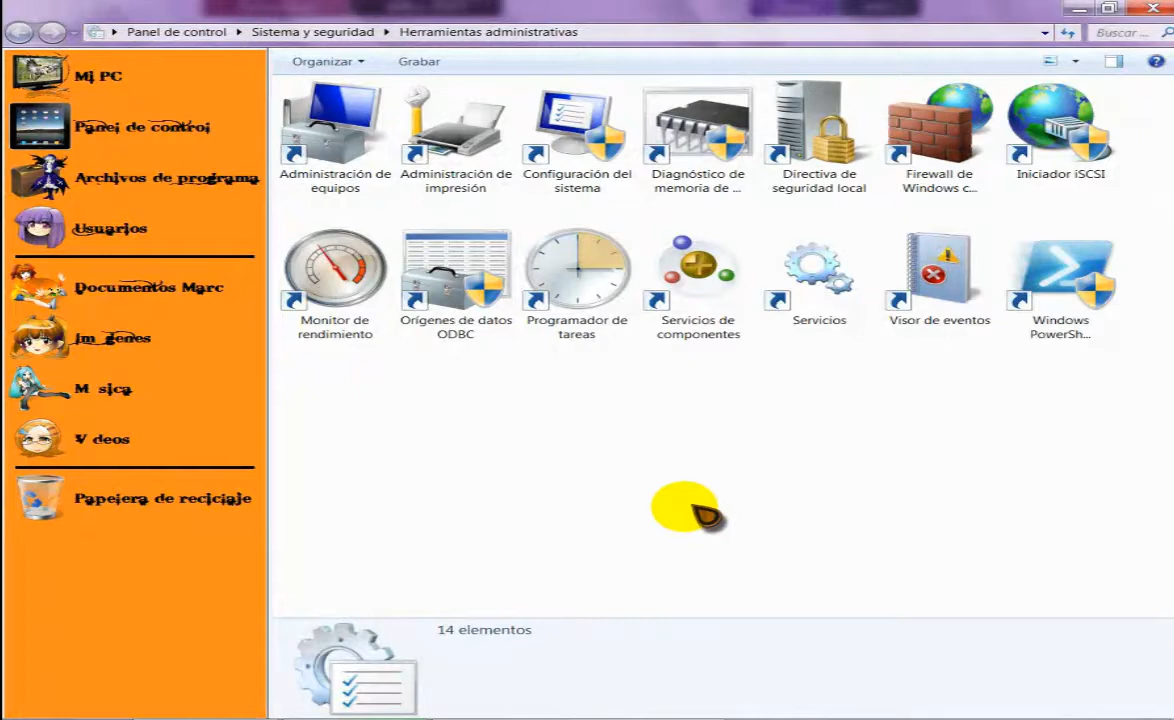 Panel de control ▸ Sistema y seguridad ▸ Herramientas administrativas
Buscar ...
Organizar Grabar
Mi PC
Panel de control
Archivos de programa
Usuarios
Documentos Marc
Im genes
M sica
V deos
Papelera de reciclaje
Administración de
equipos
Administración de
impresión
Configuración del
sistema
Diagnóstico de
memoria de ...
Directiva de
seguridad local
Firewall de
Windows c...
Iniciador iSCSI
Monitor de
rendimiento
Orígenes de datos
ODBC
Programador de
tareas
Servicios de
componentes
Servicios
Visor de eventos
Windows
PowerSh...
14 elementos